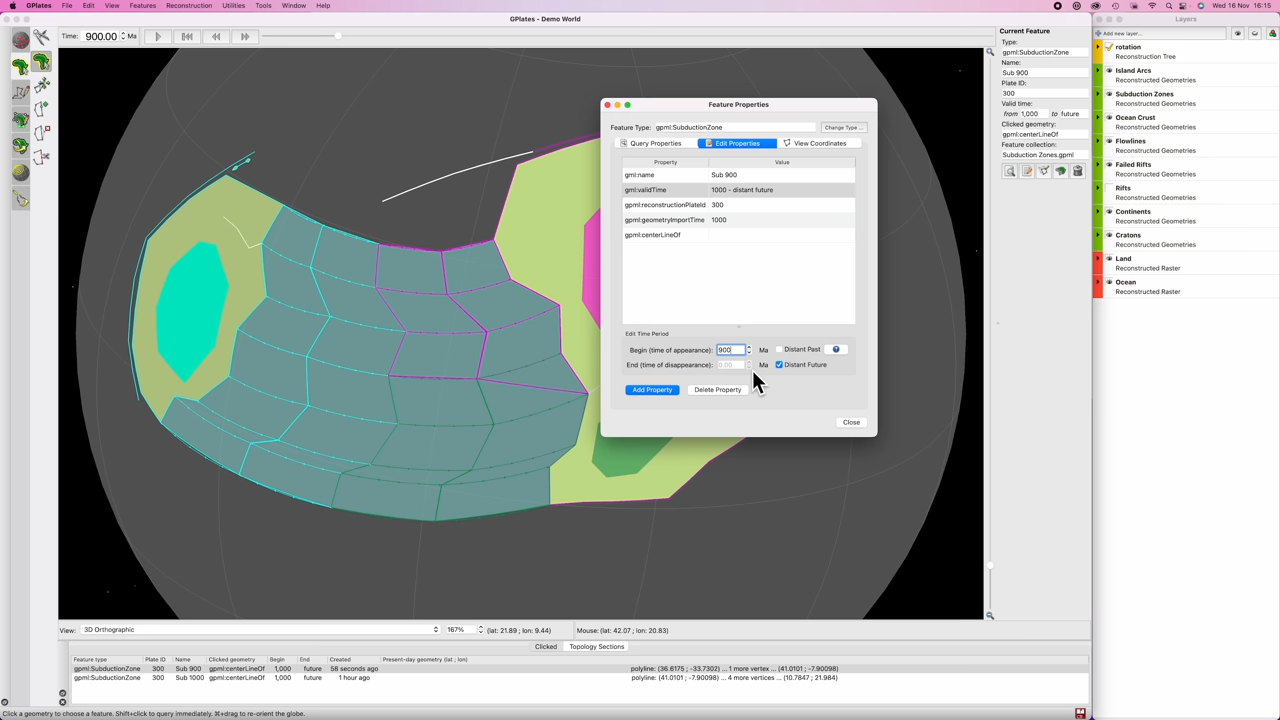 GPlates File Edit View Features Reconstruction Utilities Tools Window Help
Wed 16 Nov 16:15
GPlates - Demo World
Layers
Time: 900.00 Ma
Add new layer...
rotation
Reconstruction Tree
Island Arcs
Reconstructed Geometries
Subduction Zones
Reconstructed Geometries
Ocean Crust
Reconstructed Geometries
Flowlines
Reconstructed Geometries
Failed Rifts
Reconstructed Geometries
Rifts
Reconstructed Geometries
Continents
Reconstructed Geometries
Cratons
Reconstructed Geometries
Land
Reconstructed Raster
Ocean
Reconstructed Raster
Current Feature
Type:
gpml:SubductionZone
Name:
Sub 900
Plate ID:
300
Valid time:
from 1,000 to future
Clicked geometry:
gpml:centerLineOf
Feature collection:
Subduction Zones.gpml
Feature Properties
Feature Type: gpml:SubductionZone Change Type ...
Query Properties Edit Properties View Coordinates
Property Value
gml:name Sub 900
gml:validTime 1000 - distant future
gpml:reconstructionPlateId 300
gpml:geometryImportTime 1000
gpml:centerLineOf
Edit Time Period
Begin (time of appearance): 900 Ma Distant Past ?
End (time of disappearance): 0.00 Ma Distant Future
Add Property Delete Property
Close
View: 3D Orthographic 167% (lat: 21.89 ; lon: 9.44) Mouse: (lat: 42.07 ; lon: 20.83)
Clicked Topology Sections
Feature type Plate ID Name Clicked geometry Begin End Created Present-day geometry (lat ; lon)
gpml:SubductionZone 300 Sub 900 gpml:centerLineOf 1,000 future 58 seconds ago polyline: (36.6175 ; -33.7302) ... 1 more vertex ... (41.0101 ; -7.90098)
gpml:SubductionZone 300 Sub 1000 gpml:centerLineOf 1,000 future 1 hour ago polyline: (41.0101 ; -7.90098) ... 4 more vertices ... (10.7847 ; 21.984)
Click a geometry to choose a feature. Shift+click to query immediately. ⌘+drag to re-orient the globe.